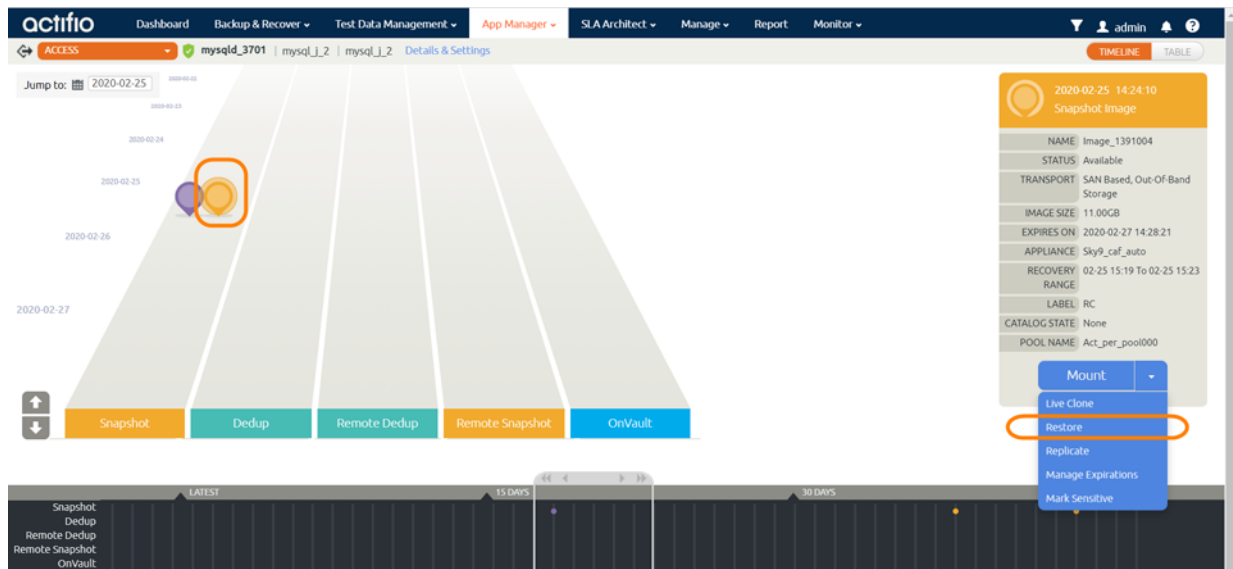 actifio Dashboard Backup & Recover Test Data Management App Manager SLA Architect Manage Report Monitor admin
ACCESS mysqld_3701 | mysql_j_2 | mysql_j_2 Details & Settings TIMELINE TABLE
Jump to: 2020-02-25
2020-02-22
2020-02-23
2020-02-24
2020-02-25
2020-02-26
2020-02-27
Snapshot Dedup Remote Dedup Remote Snapshot OnVault
2020-02-25 14:24:10
Snapshot Image
NAME Image_1391004
STATUS Available
TRANSPORT SAN Based, Out-Of-Band
Storage
IMAGE SIZE 11.00GB
EXPIRES ON 2020-02-27 14:28:21
APPLIANCE Sky9_caf_auto
RECOVERY 02-25 15:19 To 02-25 15:23
RANGE
LABEL RC
CATALOG STATE None
POOL NAME Act_per_pool000
Mount
Live Clone
Restore
Replicate
Manage Expirations
Mark Sensitive
LATEST 15 DAYS 30 DAYS
Snapshot
Dedup
Remote Dedup
Remote Snapshot
OnVault